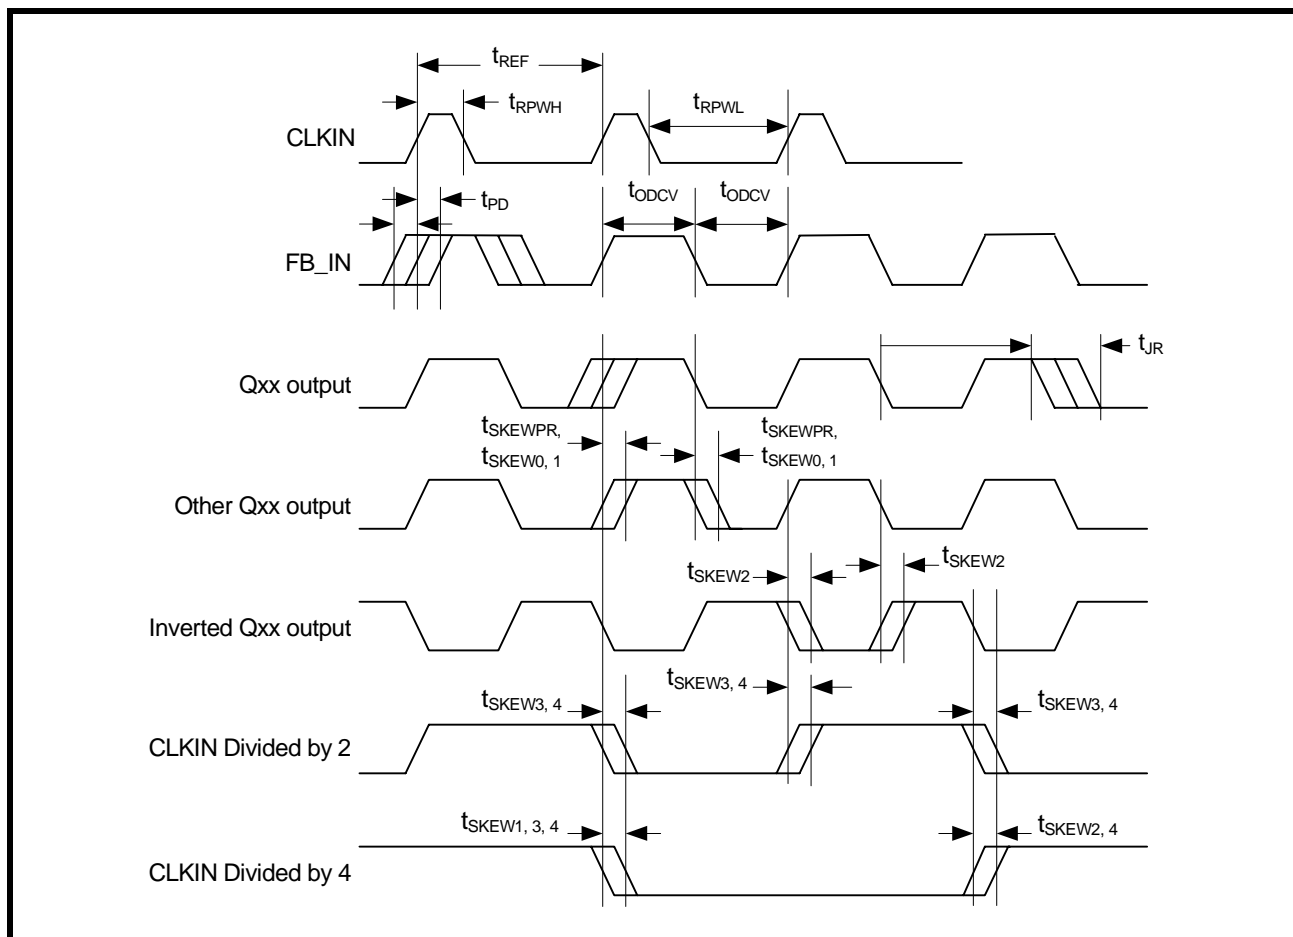 tREF
tRPWH
tRPWL
CLKIN
tPD
tODCV
tODCV
FB_IN
tJR
Qxx output
tSKEWPR,
tSKEW0, 1
tSKEWPR,
tSKEW0, 1
Other Qxx output
tSKEW2
tSKEW2
Inverted Qxx output
tSKEW3, 4
tSKEW3, 4
tSKEW3, 4
CLKIN Divided by 2
tSKEW1, 3, 4
tSKEW2, 4
CLKIN Divided by 4